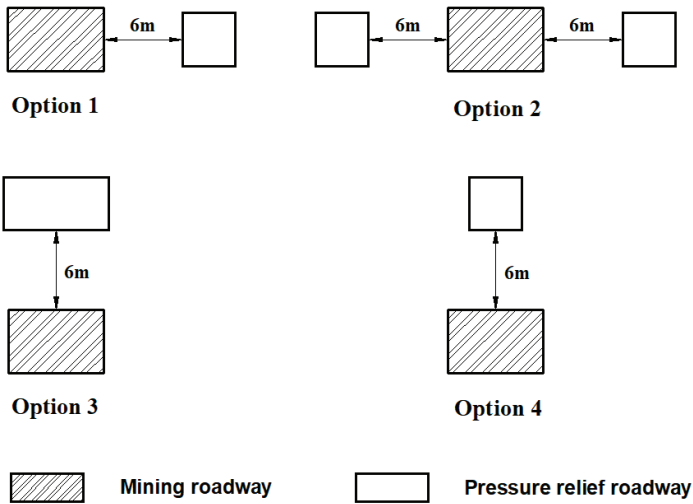 6m
6m
6m
Option 1
Option 2
6m
6m
Option 3
Option 4
Mining roadway
Pressure relief roadway